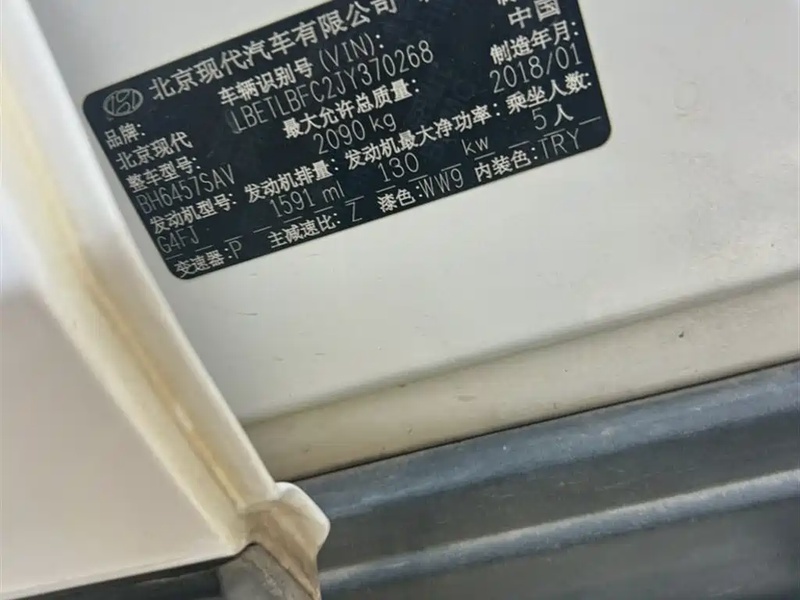 北京现代汽车有限公司 中国
车辆识别号 (VIN): 制造年月:
LBETLBFC2JY370268 2018/01
品牌: 最大允许总质量: 乘坐人数:
北京现代 2090 kg 5 人
整车型号: 发动机排量: 发动机最大净功率:
BH6457SAV 1591 ml 130 kw
发动机型号:
G4FJ
变速器:P 主减速比: Z 漆色:WW9 内装色:TRY